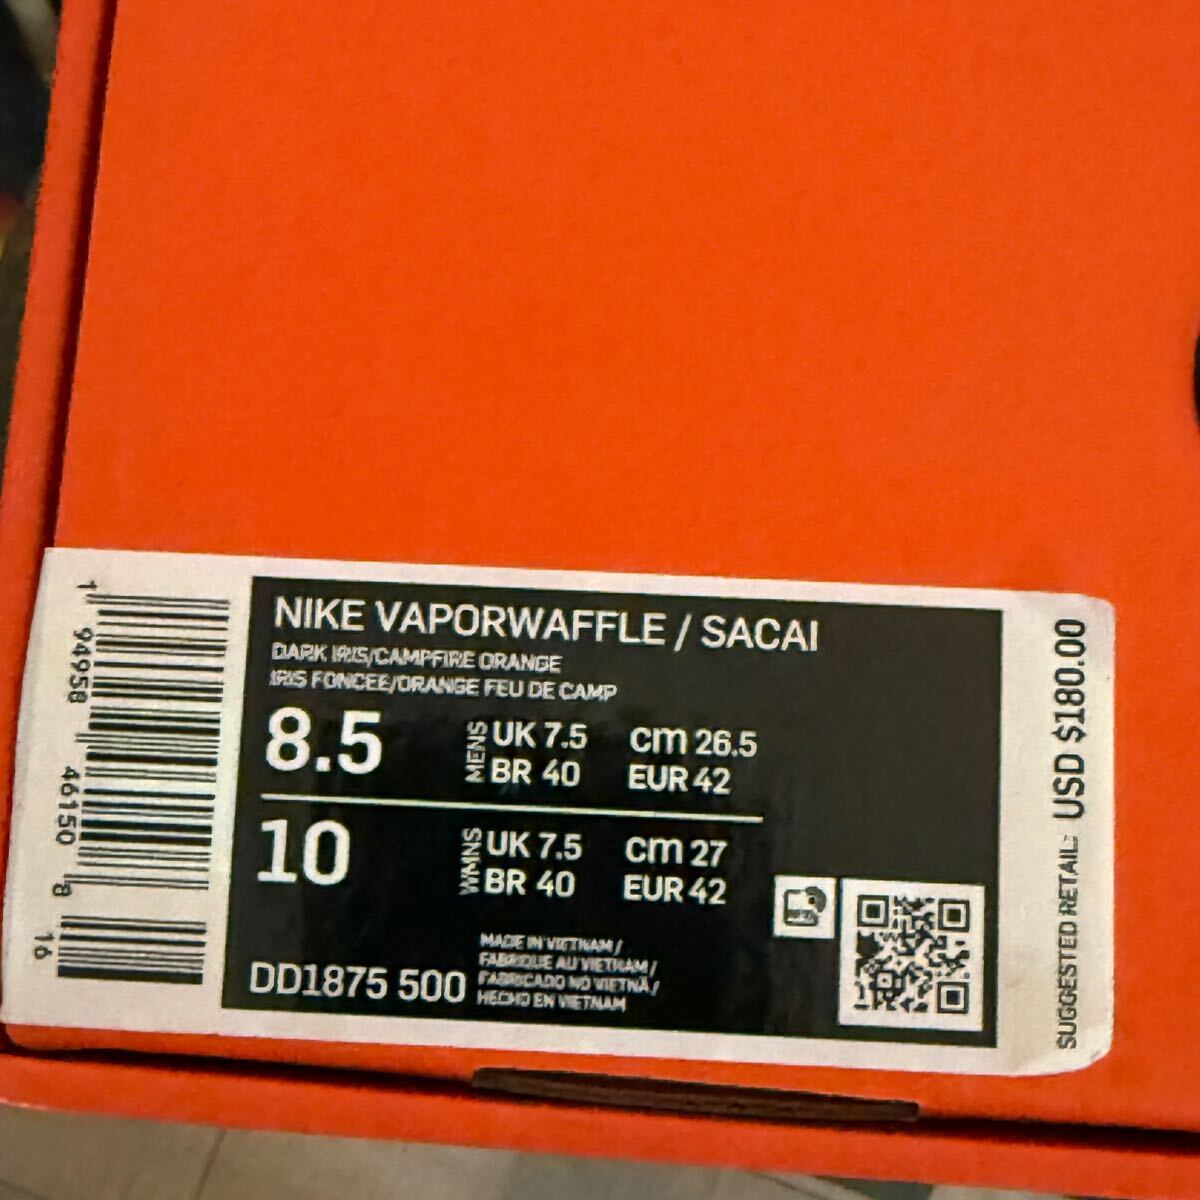 NIKE VAPORWAFFLE / SACAI
DARK IRIS/CAMPFIRE ORANGE
IRIS FONCEE/ORANGE FEU DE CAMP
8.5 MENS UK 7.5 cm 26.5
BR 40 EUR 42
10 WMNS UK 7.5 cm 27
BR 40 EUR 42
MADE IN VIETNAM /
FABRIQUE AU VIETNAM /
FABRICADO NO VIETNÃ /
HECHO EN VIETNAM
DD1875 500
1 94958 46150 8 16
SUGGESTED RETAIL: USD $180.00